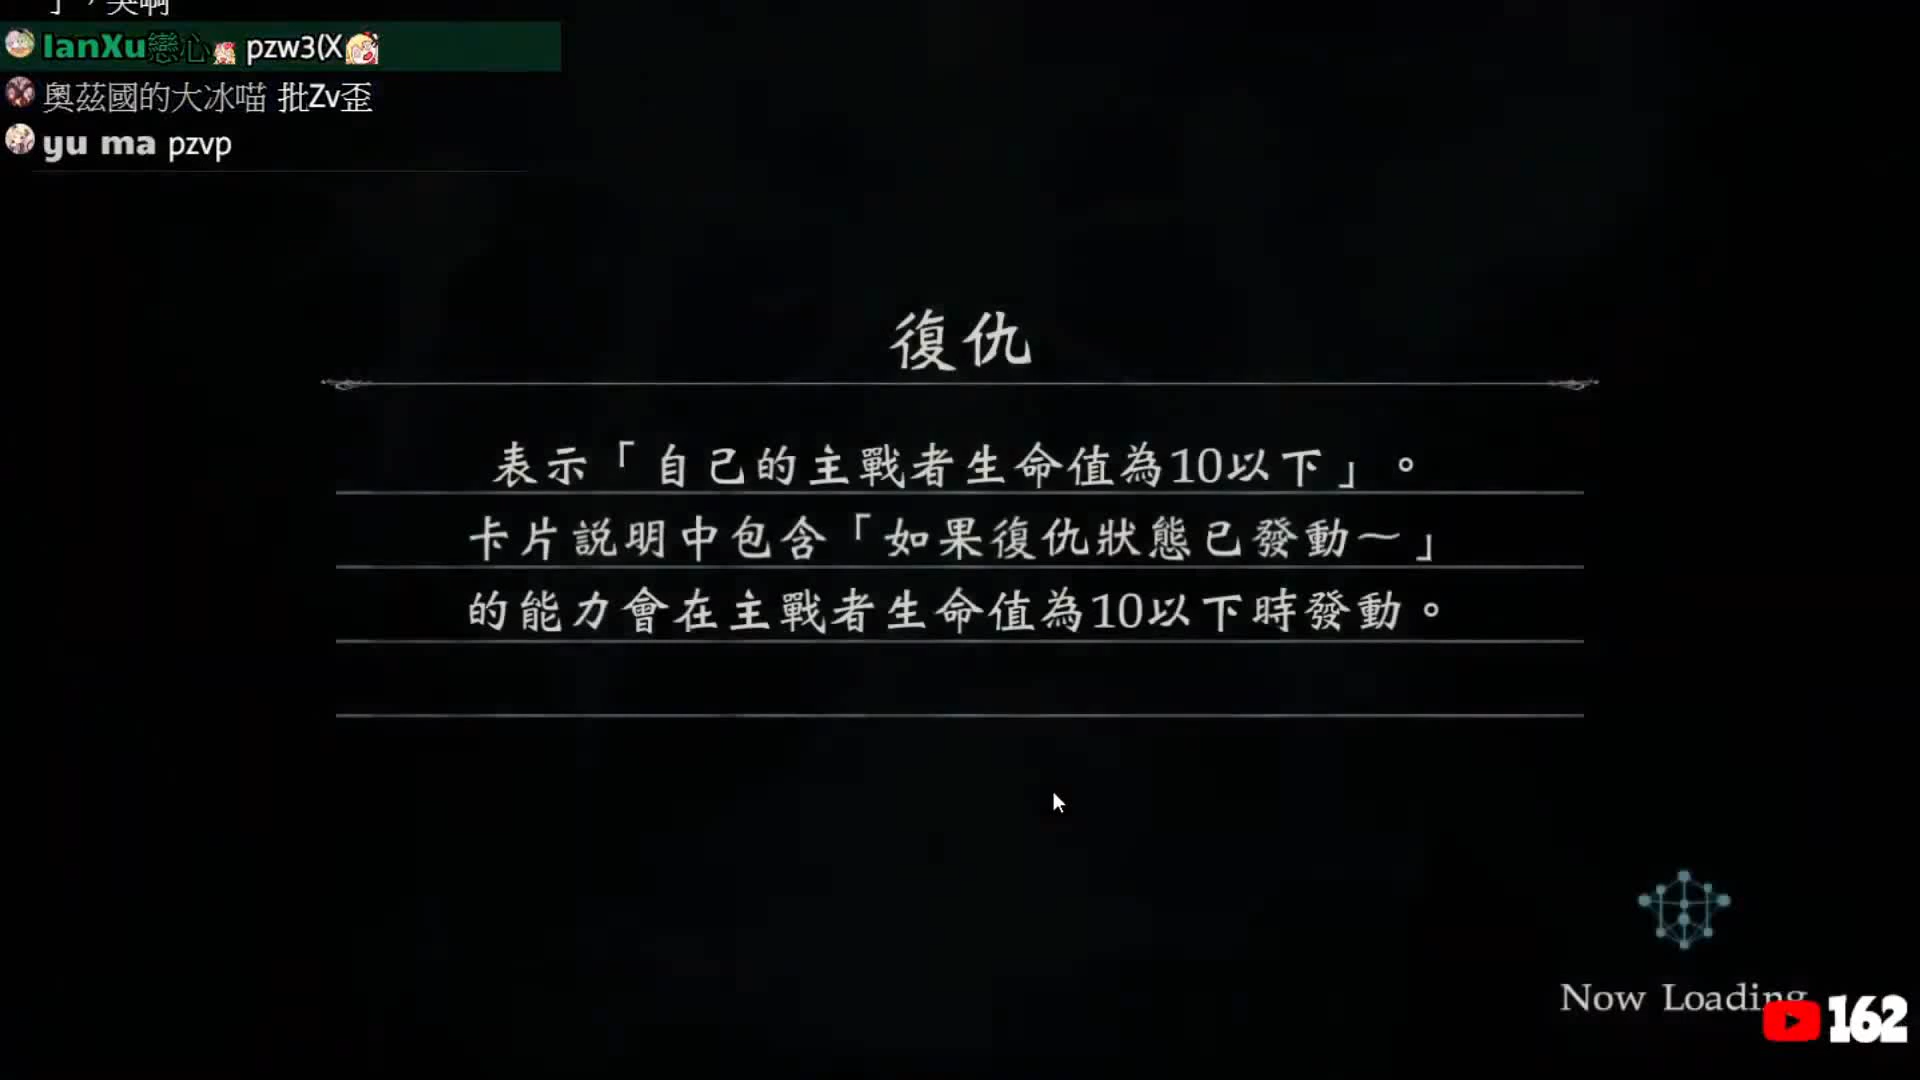 IanXu戀心 pzw3(X
奧茲國的大冰喵 批Zv歪
yu ma pzvp
復仇
表示「自己的主戰者生命值為10以下」。
卡片說明中包含「如果復仇狀態已發動～」
的能力會在主戰者生命值為10以下時發動。
Now Loading
162